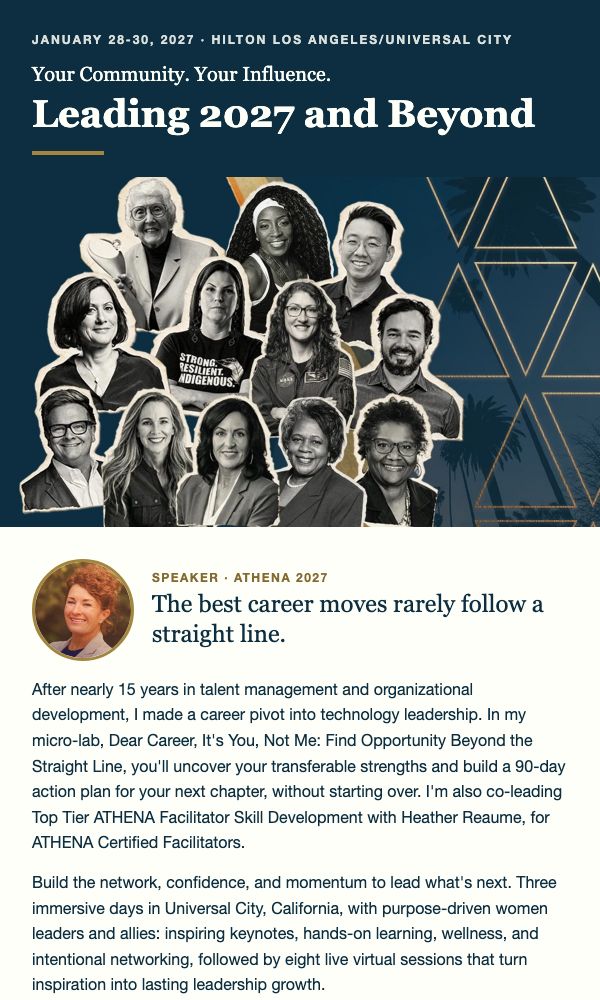 JANUARY 28-30, 2027 · HILTON LOS ANGELES/UNIVERSAL CITY
Your Community. Your Influence.
Leading 2027 and Beyond
STRONG.
RESILIENT.
INDIGENOUS.
SPEAKER · ATHENA 2027
The best career moves rarely follow a
straight line.
After nearly 15 years in talent management and organizational
development, I made a career pivot into technology leadership. In my
micro-lab, Dear Career, It's You, Not Me: Find Opportunity Beyond the
Straight Line, you'll uncover your transferable strengths and build a 90-day
action plan for your next chapter, without starting over. I'm also co-leading
Top Tier ATHENA Facilitator Skill Development with Heather Reaume, for
ATHENA Certified Facilitators.
Build the network, confidence, and momentum to lead what's next. Three
immersive days in Universal City, California, with purpose-driven women
leaders and allies: inspiring keynotes, hands-on learning, wellness, and
intentional networking, followed by eight live virtual sessions that turn
inspiration into lasting leadership growth.